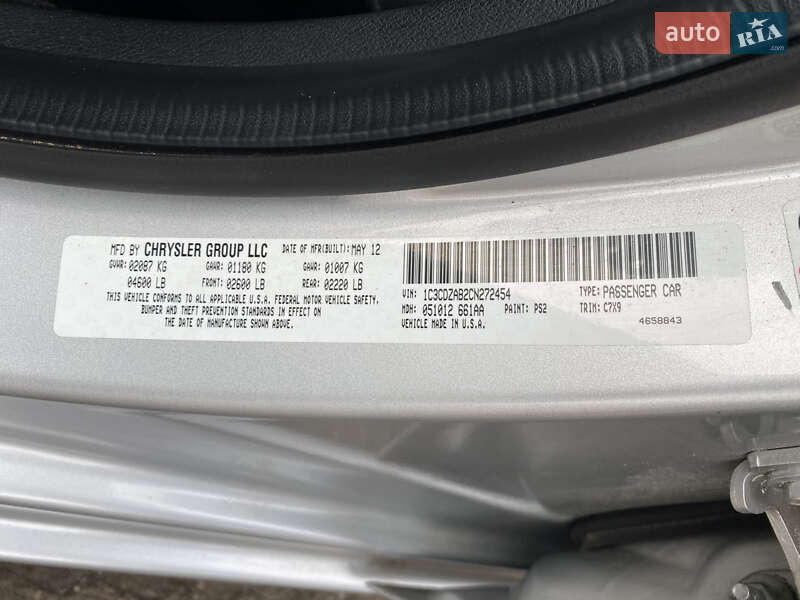 auto RIA .com
MFD BY CHRYSLER GROUP LLC DATE OF MFR(BUILT): MAY 12
GVWR: 02087 KG GAWR: 01180 KG GAWR: 01007 KG
04600 LB FRONT: 02600 LB REAR: 02220 LB
THIS VEHICLE CONFORMS TO ALL APPLICABLE U.S.A. FEDERAL MOTOR VEHICLE SAFETY,
BUMPER AND THEFT PREVENTION STANDARDS IN EFFECT ON
THE DATE OF MANUFACTURE SHOWN ABOVE.
VIN: 1C3CDZAB2CN272454 TYPE: PASSENGER CAR
MDH: 051012 661AA PAINT: PS2 TRIM: C7X9
VEHICLE MADE IN U.S.A. 4658843